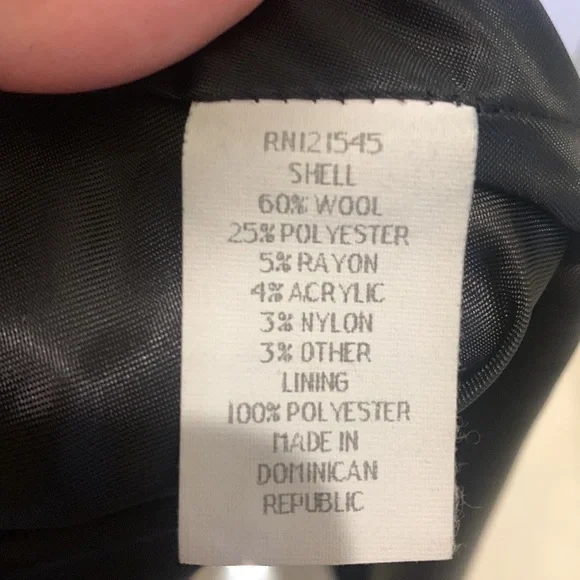 RN121545
SHELL
60% WOOL
25% POLYESTER
5% RAYON
4% ACRYLIC
3% NYLON
3% OTHER
LINING
100% POLYESTER
MADE IN
DOMINICAN
REPUBLIC